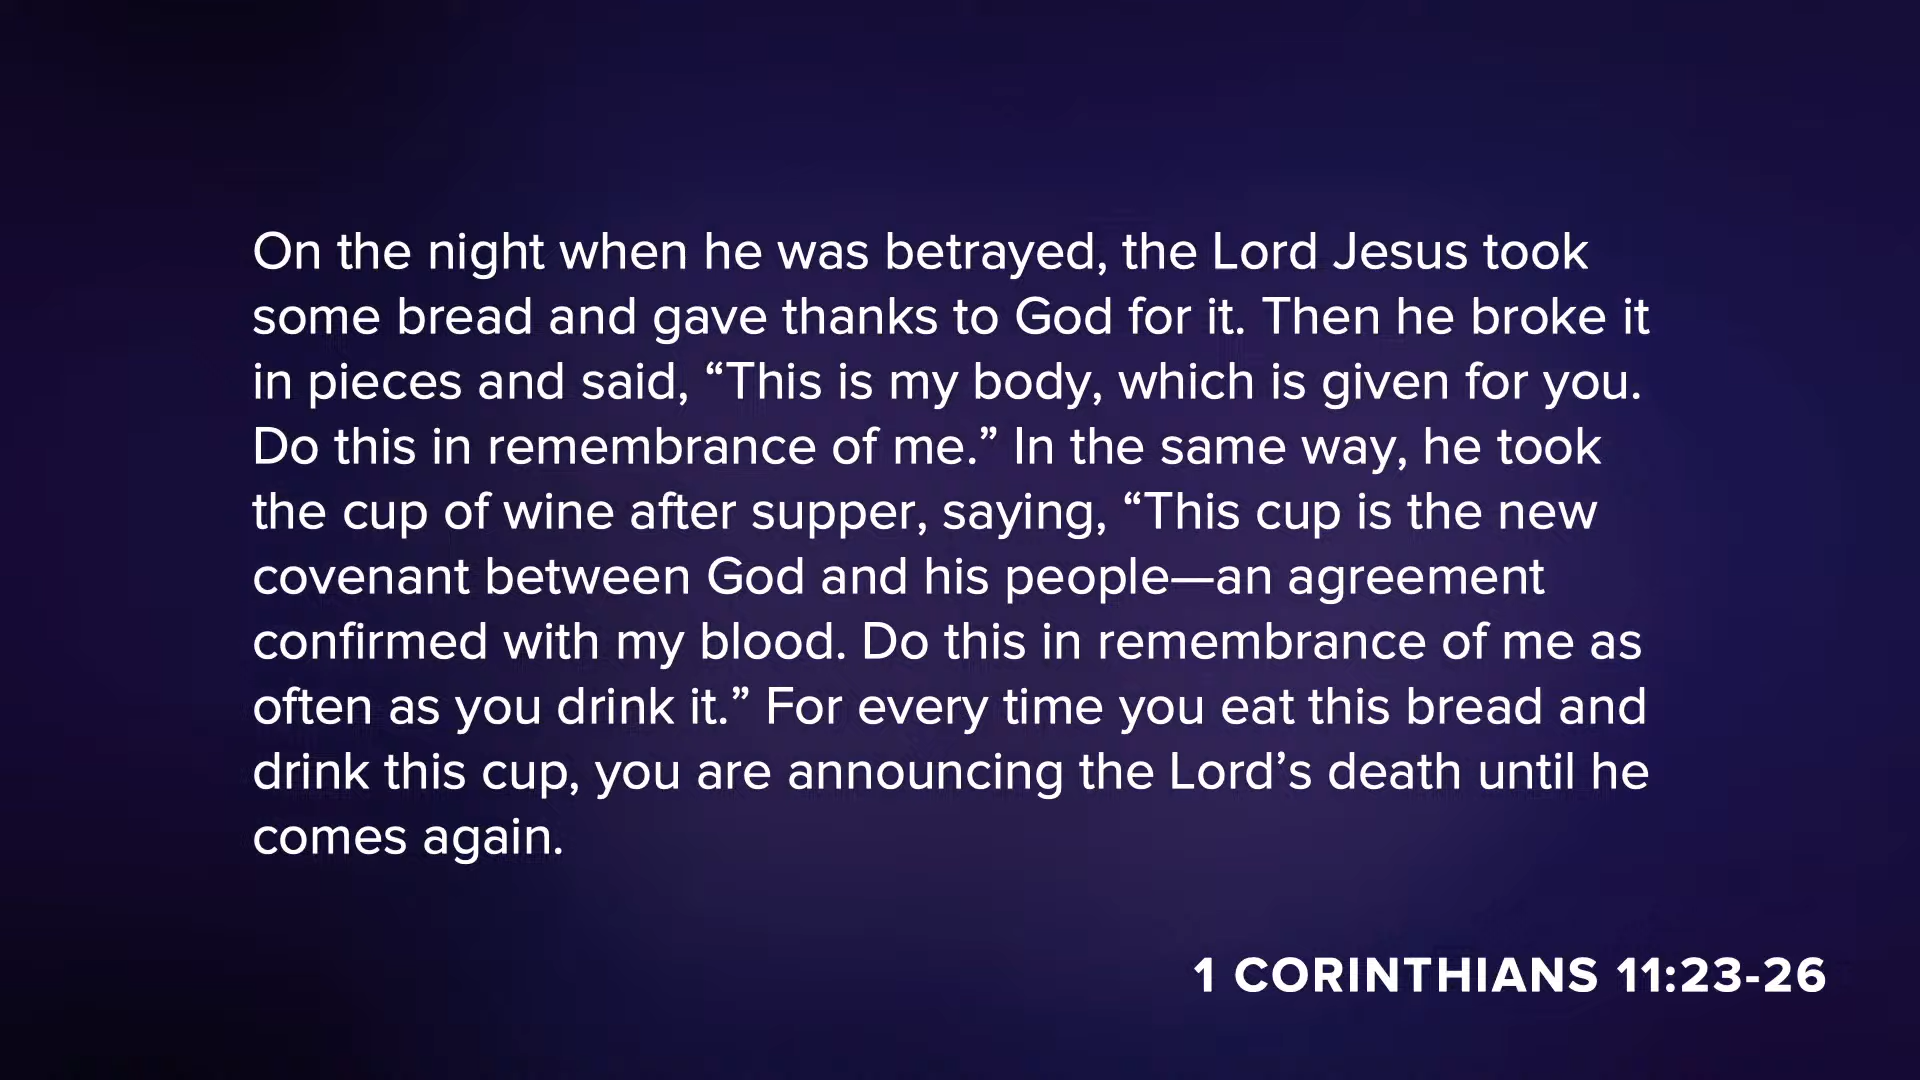 On the night when he was betrayed, the Lord Jesus took
some bread and gave thanks to God for it. Then he broke it
in pieces and said, “This is my body, which is given for you.
Do this in remembrance of me.” In the same way, he took
the cup of wine after supper, saying, “This cup is the new
covenant between God and his people—an agreement
confirmed with my blood. Do this in remembrance of me as
often as you drink it.” For every time you eat this bread and
drink this cup, you are announcing the Lord’s death until he
comes again.
1 CORINTHIANS 11:23-26